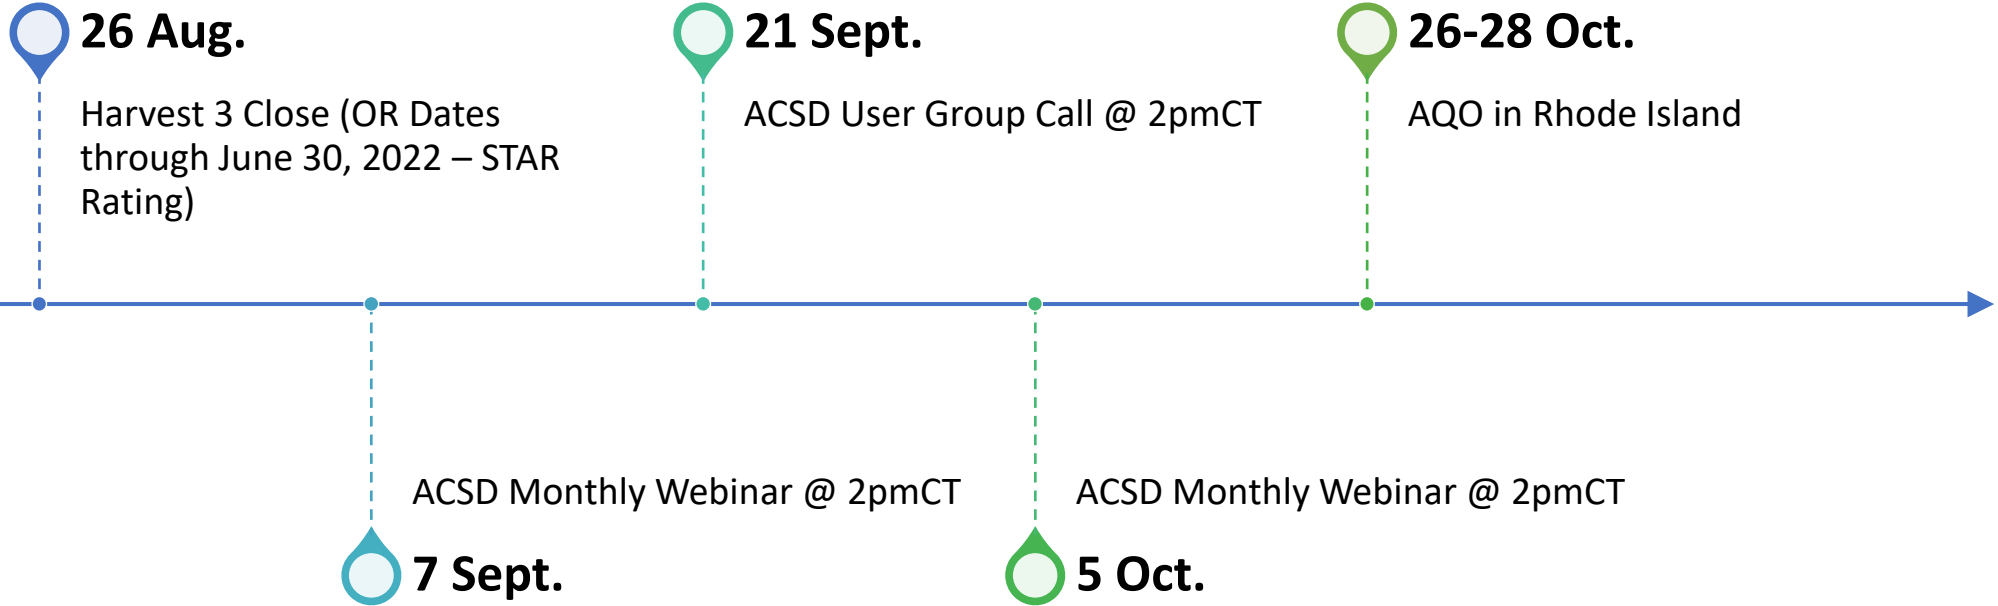 26 Aug.
Harvest 3 Close (OR Dates
through June 30, 2022 – STAR
Rating)
ACSD Monthly Webinar @ 2pmCT
7 Sept.
21 Sept.
ACSD User Group Call @ 2pmCT
ACSD Monthly Webinar @ 2pmCT
5 Oct.
26-28 Oct.
AQO in Rhode Island